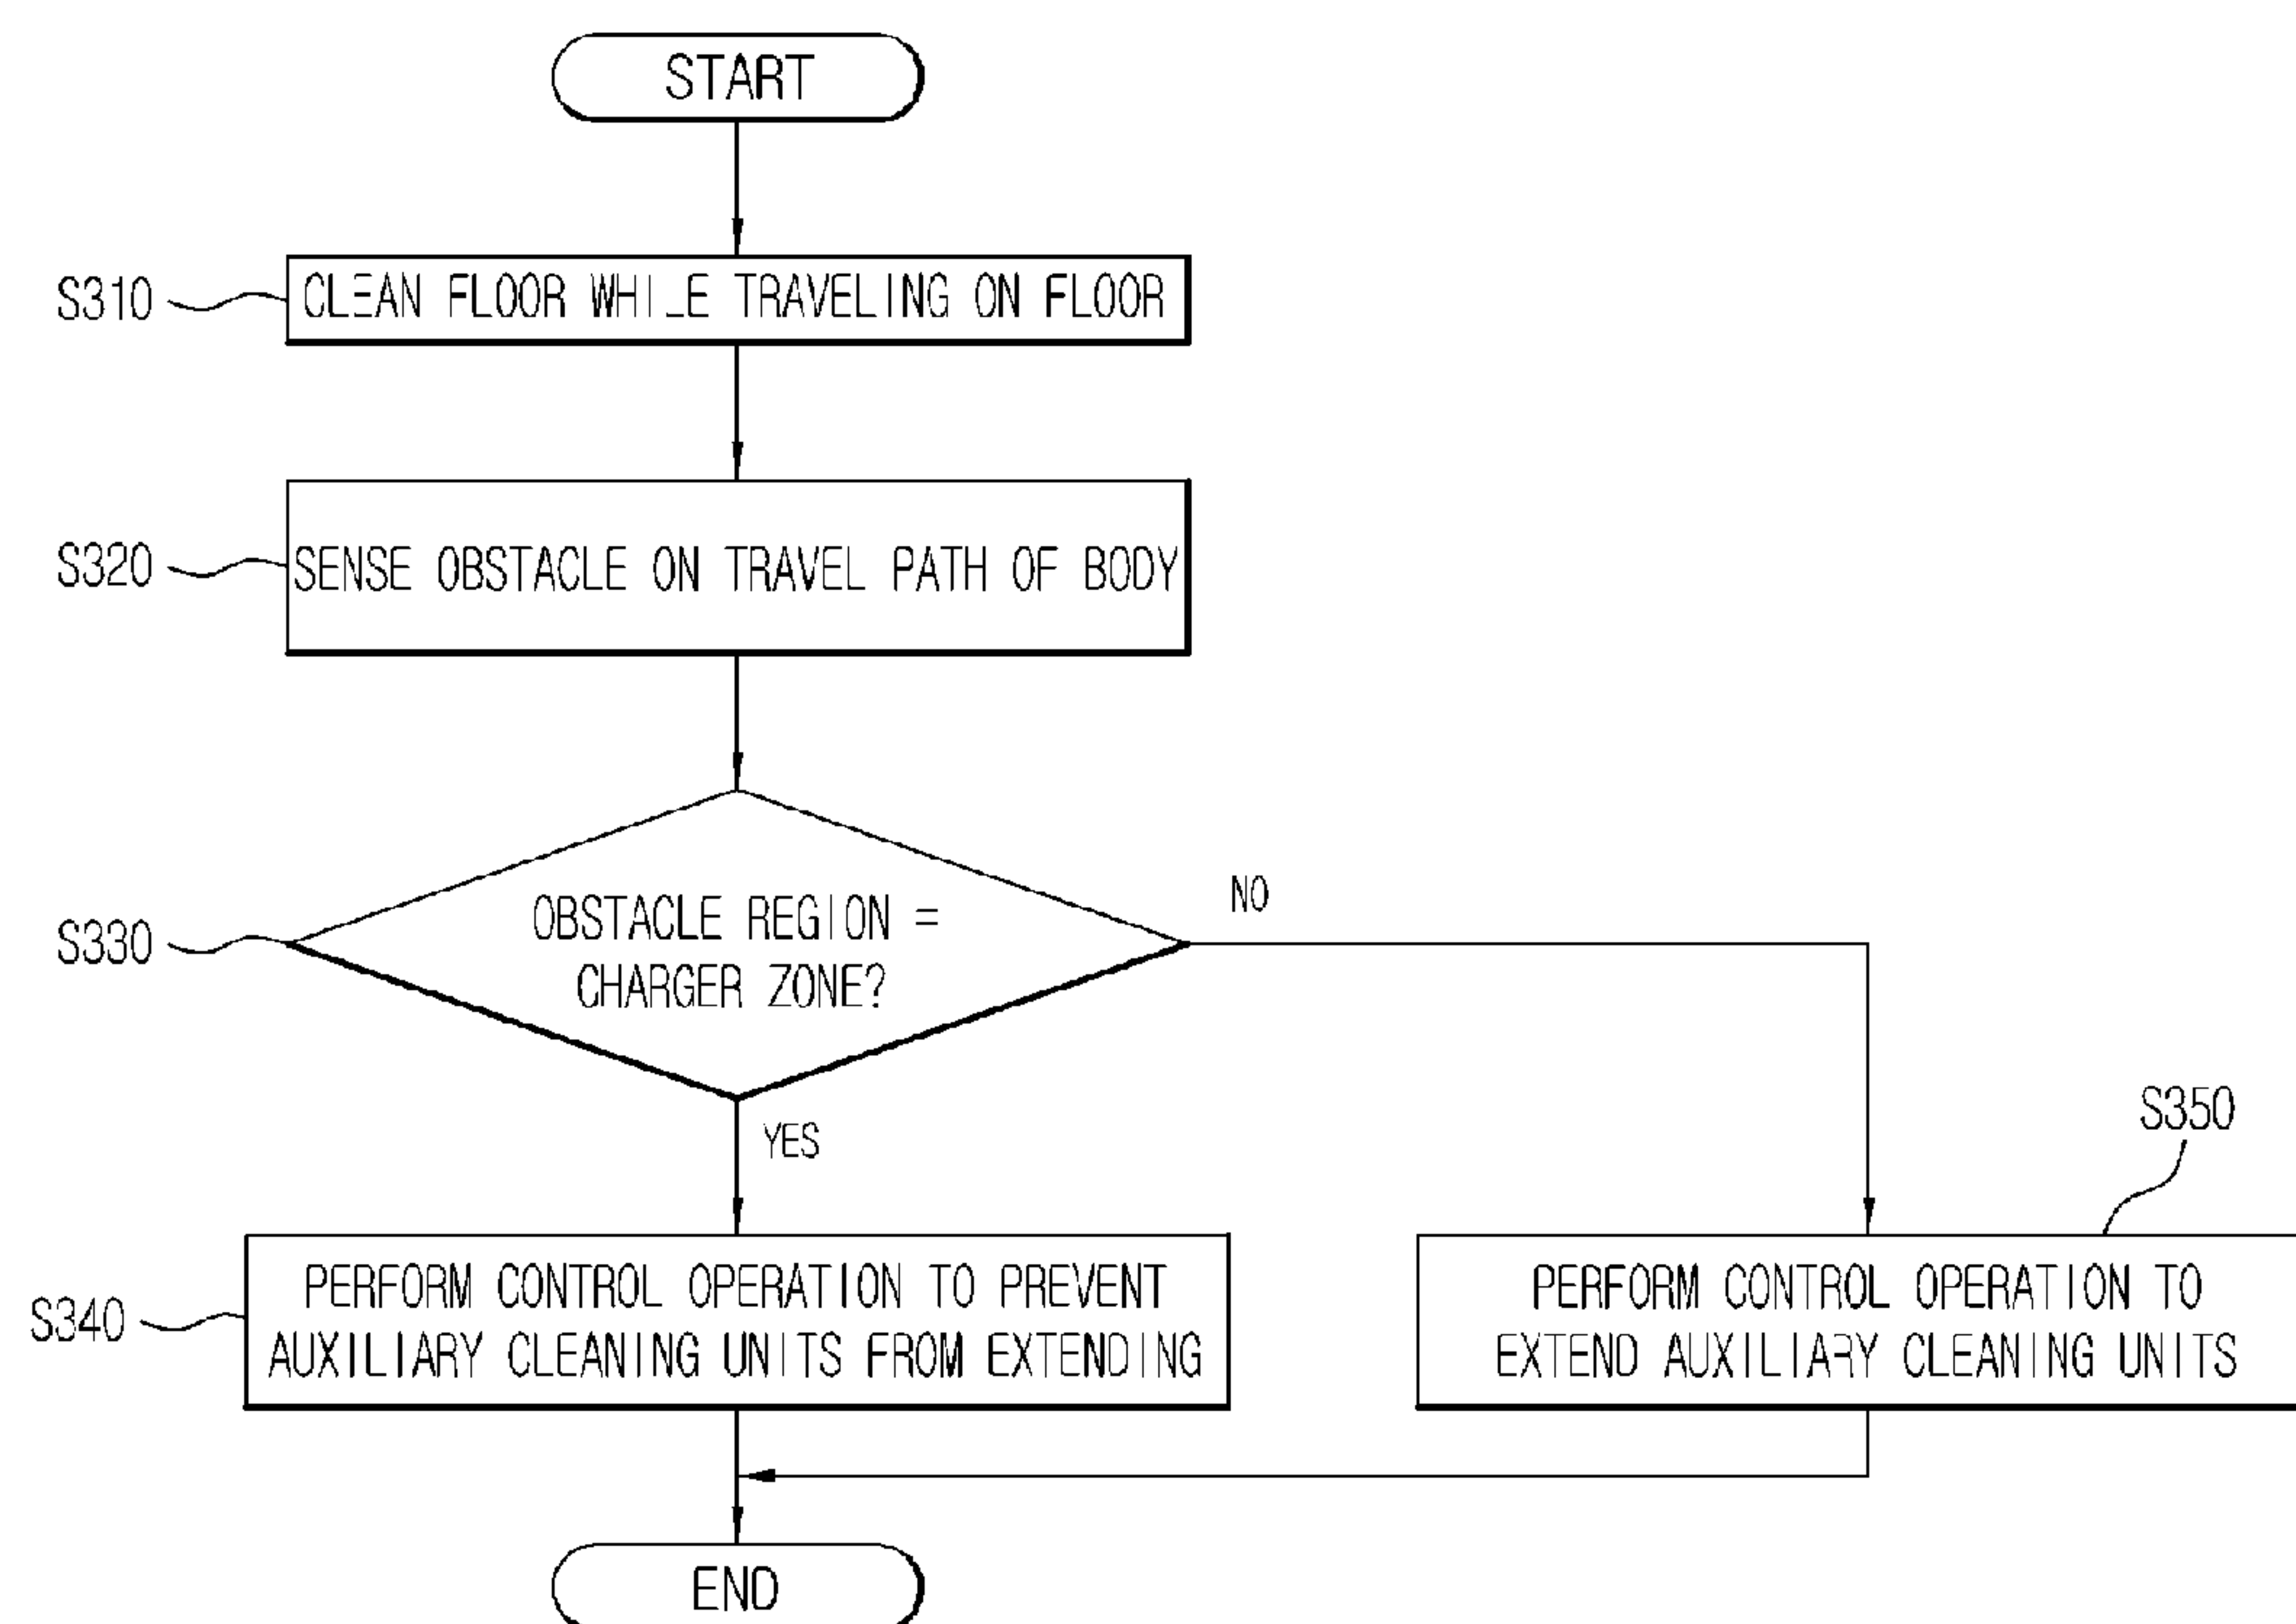 START
S310
CLEAN FLOOR WHILE TRAVELING ON FLOOR
S320
SENSE OBSTACLE ON TRAVEL PATH OF BODY
S330
OBSTACLE REGION =
CHARGER ZONE?
NO
YES
S350
S340
PERFORM CONTROL OPERATION TO PREVENT
AUXILIARY CLEANING UNITS FROM EXTENDING
PERFORM CONTROL OPERATION TO
EXTEND AUXILIARY CLEANING UNITS
END